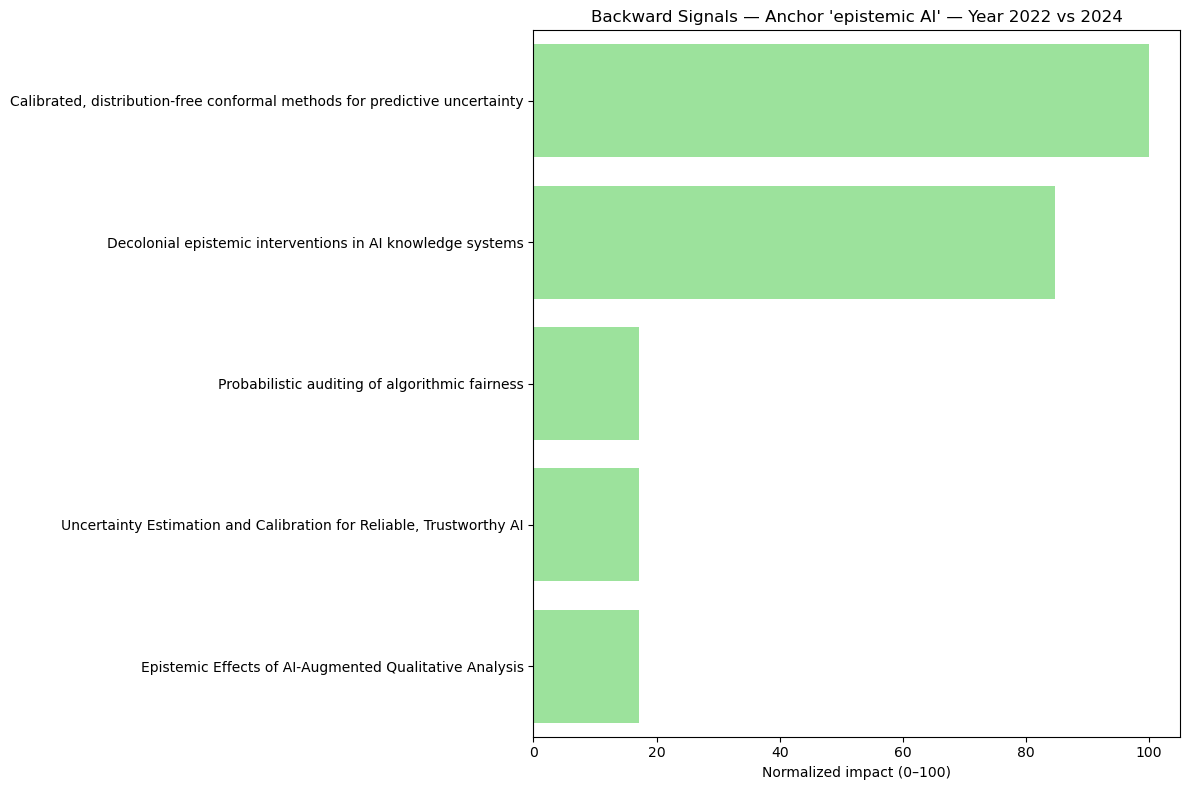 Backward Signals — Anchor 'epistemic AI' — Year 2022 vs 2024
Calibrated, distribution-free conformal methods for predictive uncertainty
Decolonial epistemic interventions in AI knowledge systems
Probabilistic auditing of algorithmic fairness
Uncertainty Estimation and Calibration for Reliable, Trustworthy AI
Epistemic Effects of AI-Augmented Qualitative Analysis
0 20 40 60 80 100
Normalized impact (0–100)